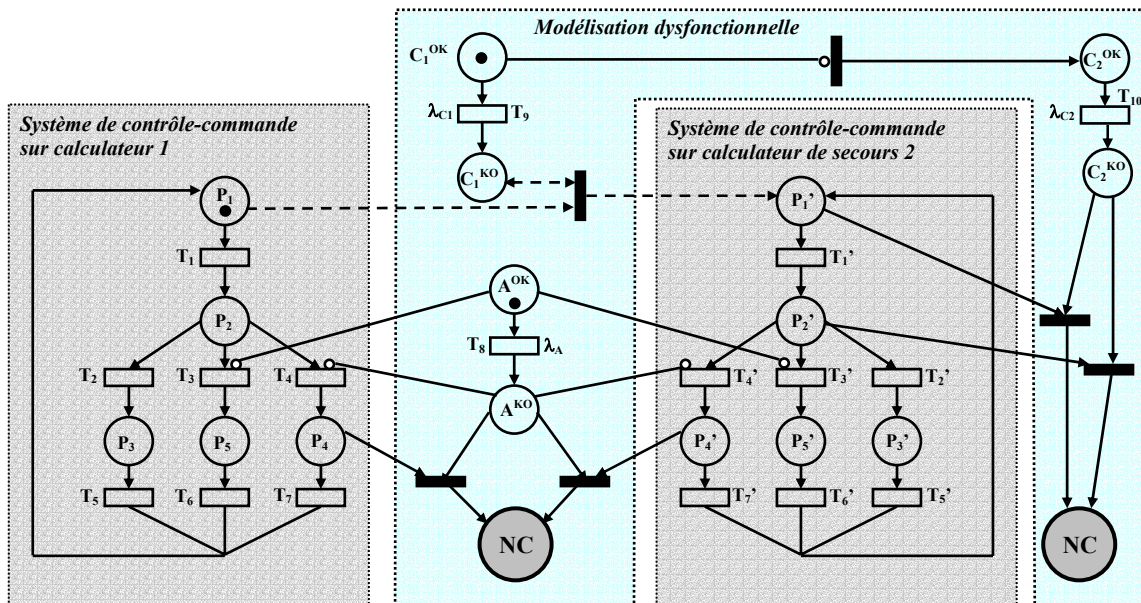 Modélisation dysfonctionnelle
C₁ᴼᴷ
C₂ᴼᴷ
λC1
T₉
T₁₀
λC2
Système de contrôle-commande
sur calculateur 1
Système de contrôle-commande
sur calculateur de secours 2
C₁ᴷᴼ
C₂ᴷᴼ
P₁
P₁’
T₁
T₁’
Aᴼᴷ
P₂
P₂’
T₈
λA
T₂
T₃
T₄
T₄’
T₃’
T₂’
Aᴷᴼ
P₃
P₅
P₄
P₄’
P₅’
P₃’
T₅
T₆
T₇
T₇’
T₆’
T₅’
NC
NC